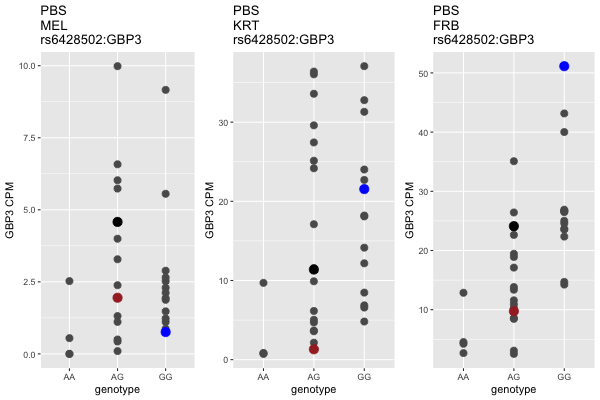 PBS
MEL
rs6428502:GBP3
10.0
7.5
5.0
2.5
0.0
GBP3 CPM
AA AG GG
genotype
PBS
KRT
rs6428502:GBP3
30
20
10
0
GBP3 CPM
AA AG GG
genotype
PBS
FRB
rs6428502:GBP3
50
40
30
20
10
GBP3 CPM
AA AG GG
genotype